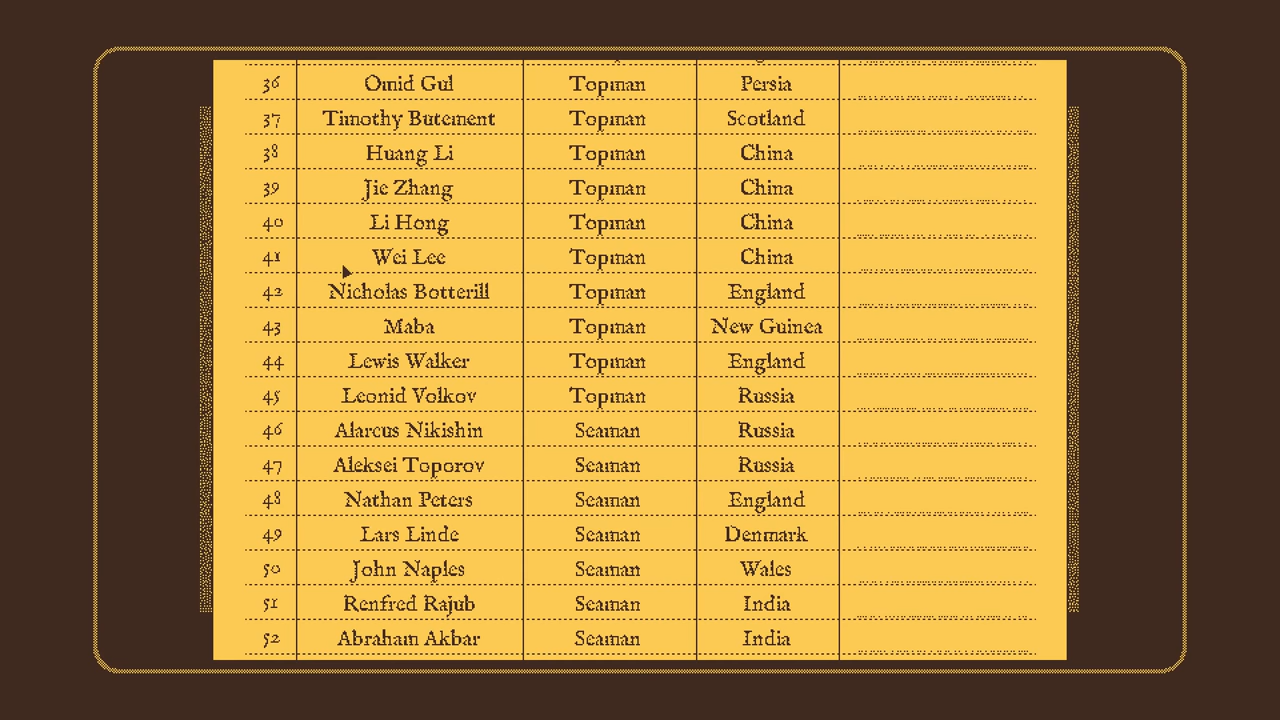 36 Omid Gul Topman Persia
37 Timothy Butement Topman Scotland
38 Huang Li Topman China
39 Jie Zhang Topman China
40 Li Hong Topman China
41 Wei Lee Topman China
42 Nicholas Botterill Topman England
43 Maba Topman New Guinea
44 Lewis Walker Topman England
45 Leonid Volkov Topman Russia
46 Alarcus Nikishin Seaman Russia
47 Aleksei Toporov Seaman Russia
48 Nathan Peters Seaman England
49 Lars Linde Seaman Denmark
50 John Naples Seaman Wales
51 Renfred Rajub Seaman India
52 Abraham Akbar Seaman India